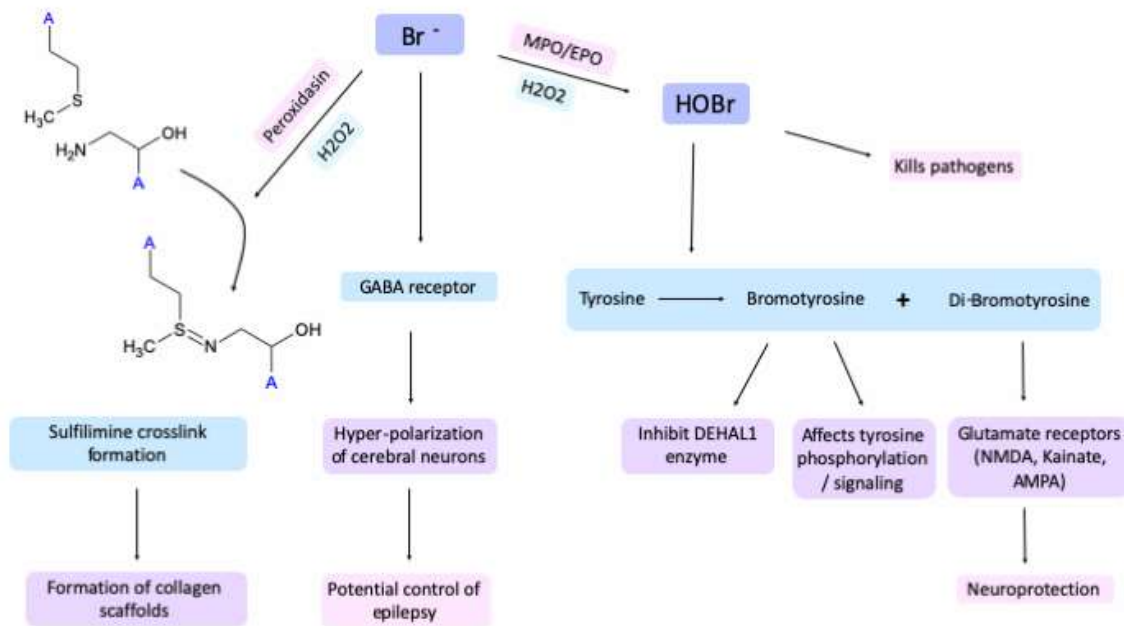 A
S
H3C
H2N
OH
A
Br -
Peroxidasin
H2O2
MPO/EPO
H2O2
HOBr
Kills pathogens
A
S
H3C
N
OH
A
GABA receptor
Tyrosine
Bromotyrosine
+
Di-Bromotyrosine
Sulfilimine crosslink
formation
Hyper-polarization
of cerebral neurons
Inhibit DEHAL1
enzyme
Affects tyrosine
phosphorylation
/ signaling
Glutamate receptors
(NMDA, Kainate,
AMPA)
Formation of collagen
scaffolds
Potential control of
epilepsy
Neuroprotection